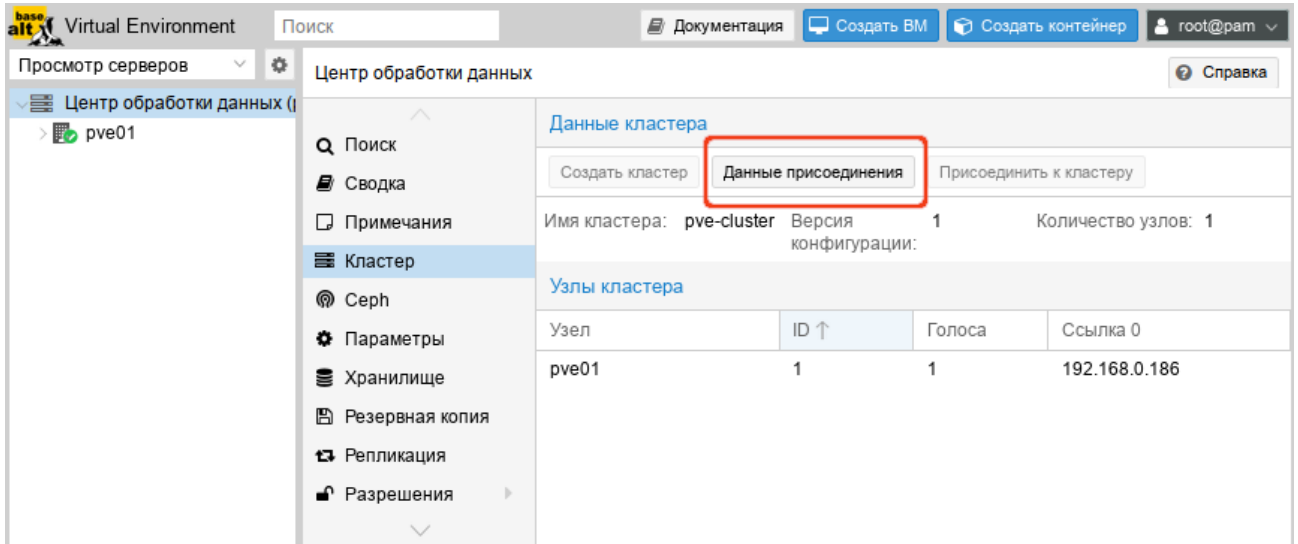 base alt Virtual Environment Поиск Документация Создать ВМ Создать контейнер root@pam
Просмотр серверов
Центр обработки данных Справка
Центр обработки данных (
pve01
Поиск
Сводка
Примечания
Кластер
Ceph
Параметры
Хранилище
Резервная копия
Репликация
Разрешения
Данные кластера
Создать кластер Данные присоединения Присоединить к кластеру
Имя кластера: pve-cluster Версия конфигурации: 1 Количество узлов: 1
Узлы кластера
Узел ID Голоса Ссылка 0
pve01 1 1 192.168.0.186